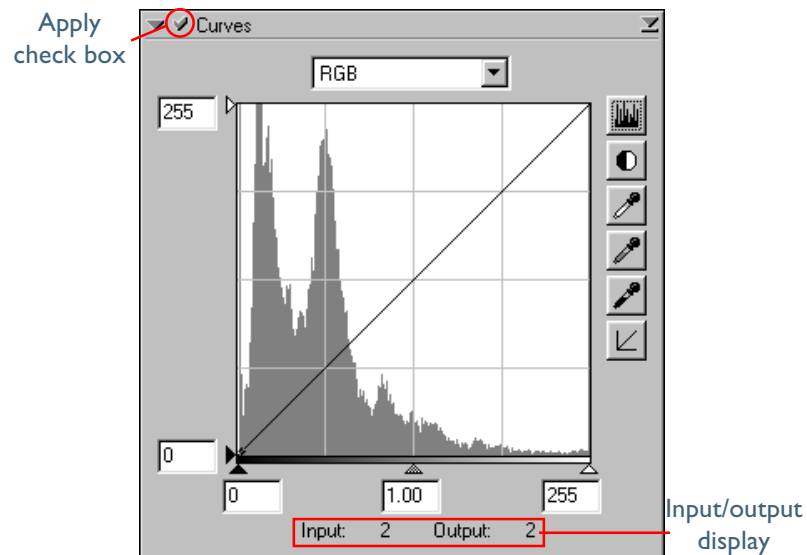 Apply
check box
Curves
RGB
255
0
0 1.00 255
Input: 2 Output: 2
Input/output
display